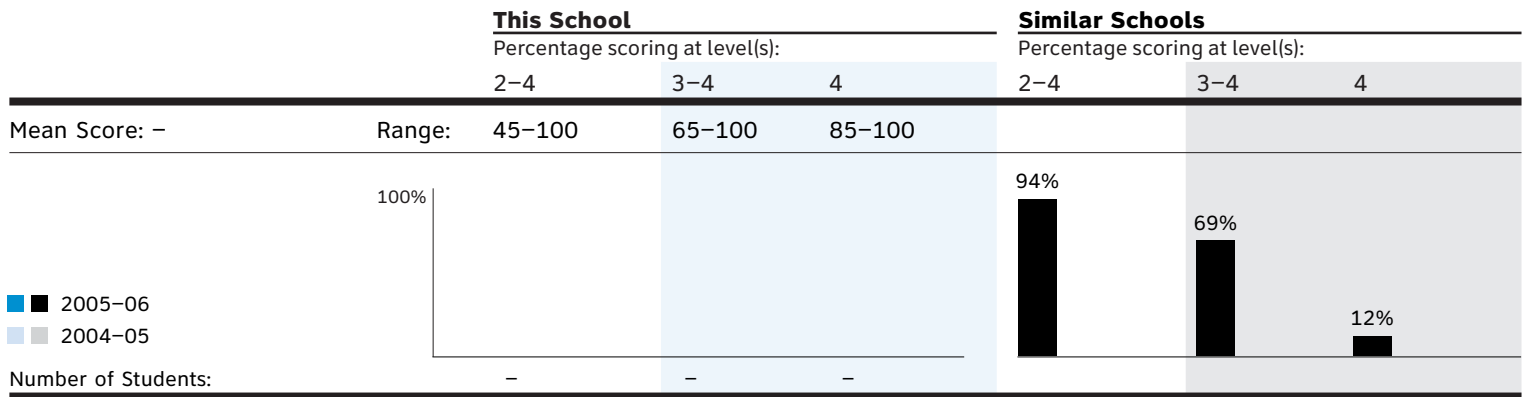 This School Similar Schools
Percentage scoring at level(s): Percentage scoring at level(s):
2–4 3–4 4 2–4 3–4 4
Mean Score: – Range: 45–100 65–100 85–100
94%
100%
69%
2005–06
12%
2004–05
Number of Students: – – –